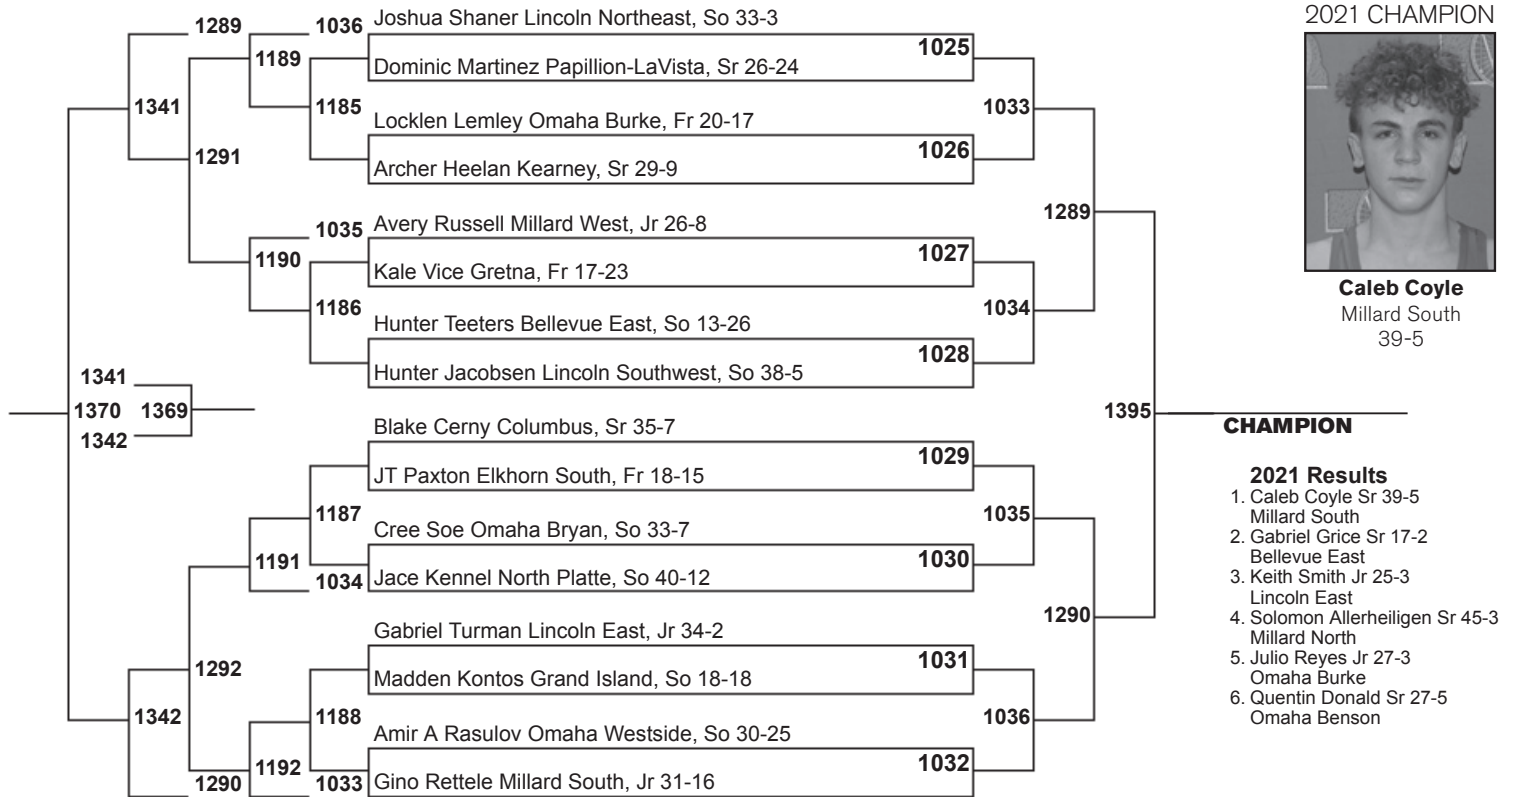 1289
1036
Joshua Shaner Lincoln Northeast, So 33-3
1025
1189
Dominic Martinez Papillion-LaVista, Sr 26-24
1341
1185
1033
Locklen Lemley Omaha Burke, Fr 20-17
1291
1026
Archer Heelan Kearney, Sr 29-9
1289
1035
Avery Russell Millard West, Jr 26-8
1027
1190
Kale Vice Gretna, Fr 17-23
1186
1034
Hunter Teeters Bellevue East, So 13-26
1028
Hunter Jacobsen Lincoln Southwest, So 38-5
1341
1370
1369
1342
1395
CHAMPION
Blake Cerny Columbus, Sr 35-7
1029
JT Paxton Elkhorn South, Fr 18-15
1187
1035
Cree Soe Omaha Bryan, So 33-7
1191
1030
1034
Jace Kennel North Platte, So 40-12
1290
Gabriel Turman Lincoln East, Jr 34-2
1031
1292
Madden Kontos Grand Island, So 18-18
1342
1188
1036
Amir A Rasulov Omaha Westside, So 30-25
1032
1192
1290
1033
Gino Rettele Millard South, Jr 31-16
2021 CHAMPION
Caleb Coyle
Millard South
39-5
2021 Results
1. Caleb Coyle Sr 39-5
Millard South
2. Gabriel Grice Sr 17-2
Bellevue East
3. Keith Smith Jr 25-3
Lincoln East
4. Solomon Allerheiligen Sr 45-3
Millard North
5. Julio Reyes Jr 27-3
Omaha Burke
6. Quentin Donald Sr 27-5
Omaha Benson